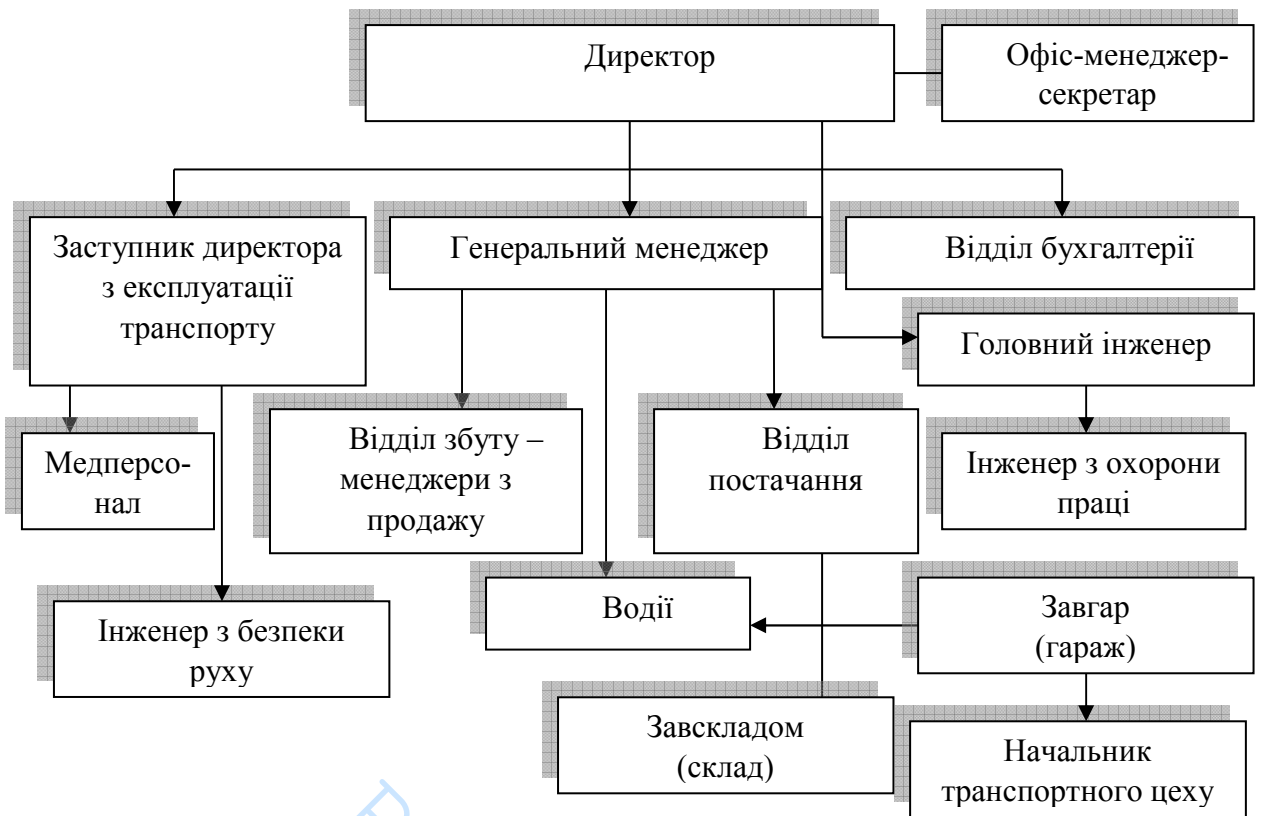 Директор
Офіс-менеджер-
секретар
Заступник директора
з експлуатації
транспорту
Генеральний менеджер
Відділ бухгалтерії
Головний інженер
Медперсо-
нал
Відділ збуту –
менеджери з
продажу
Відділ
постачання
Інженер з охорони
праці
Інженер з безпеки
руху
Водії
Завгар
(гараж)
Завскладом
(склад)
Начальник
транспортного цеху